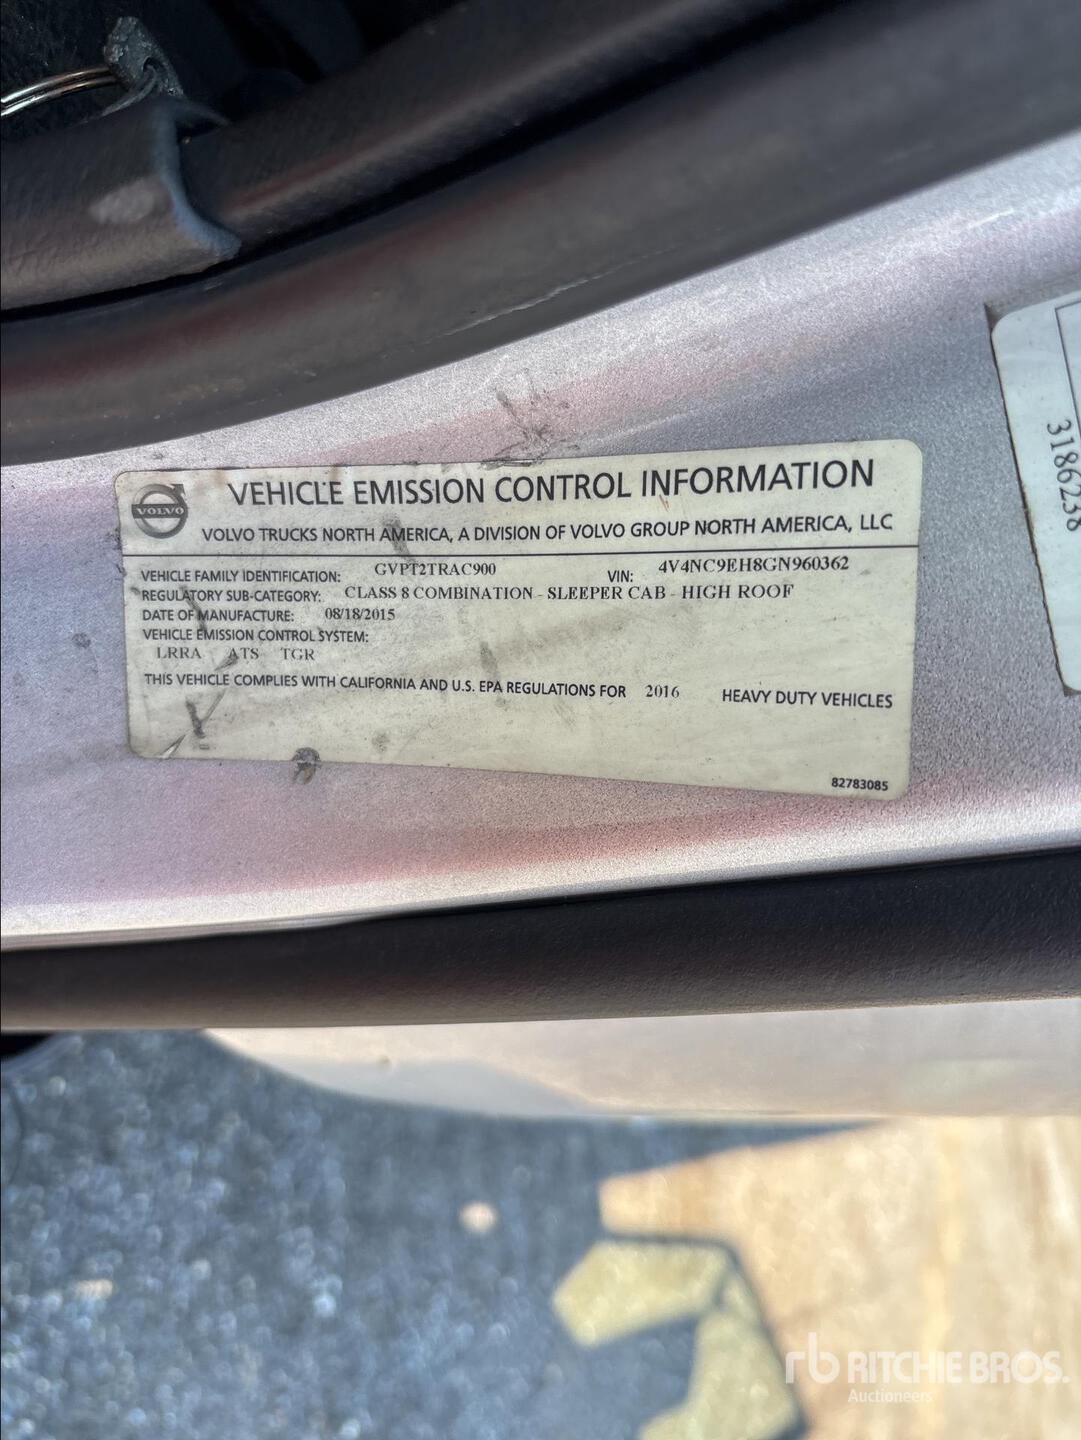 VOLVO
VEHICLE EMISSION CONTROL INFORMATION
VOLVO TRUCKS NORTH AMERICA, A DIVISION OF VOLVO GROUP NORTH AMERICA, LLC
VEHICLE FAMILY IDENTIFICATION: GVPT2TRAC900 VIN: 4V4NC9EH8GN960362
REGULATORY SUB-CATEGORY: CLASS 8 COMBINATION - SLEEPER CAB - HIGH ROOF
DATE OF MANUFACTURE: 08/18/2015
VEHICLE EMISSION CONTROL SYSTEM:
LRRA ATS TGR
THIS VEHICLE COMPLIES WITH CALIFORNIA AND U.S. EPA REGULATIONS FOR 2016 HEAVY DUTY VEHICLES
82783085
3186238
rb RITCHIE BROS.
Auctioneers